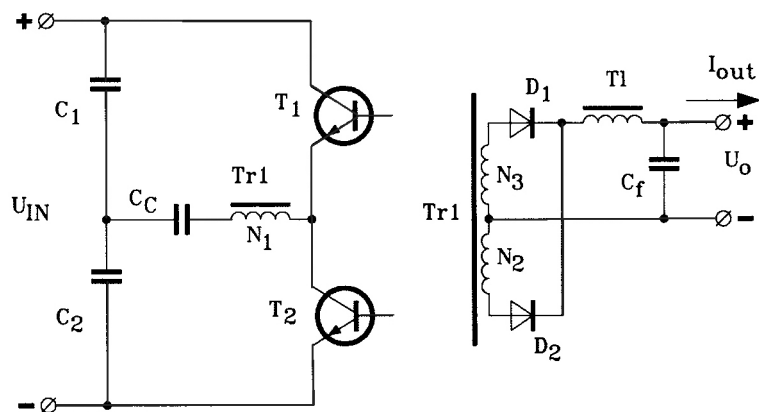 +
C1
T1
UIN
CC
Tr1
N1
C2
T2
−
D1
Tl
Iout
+
N3
Cf
Uo
Tr1
−
N2
D2